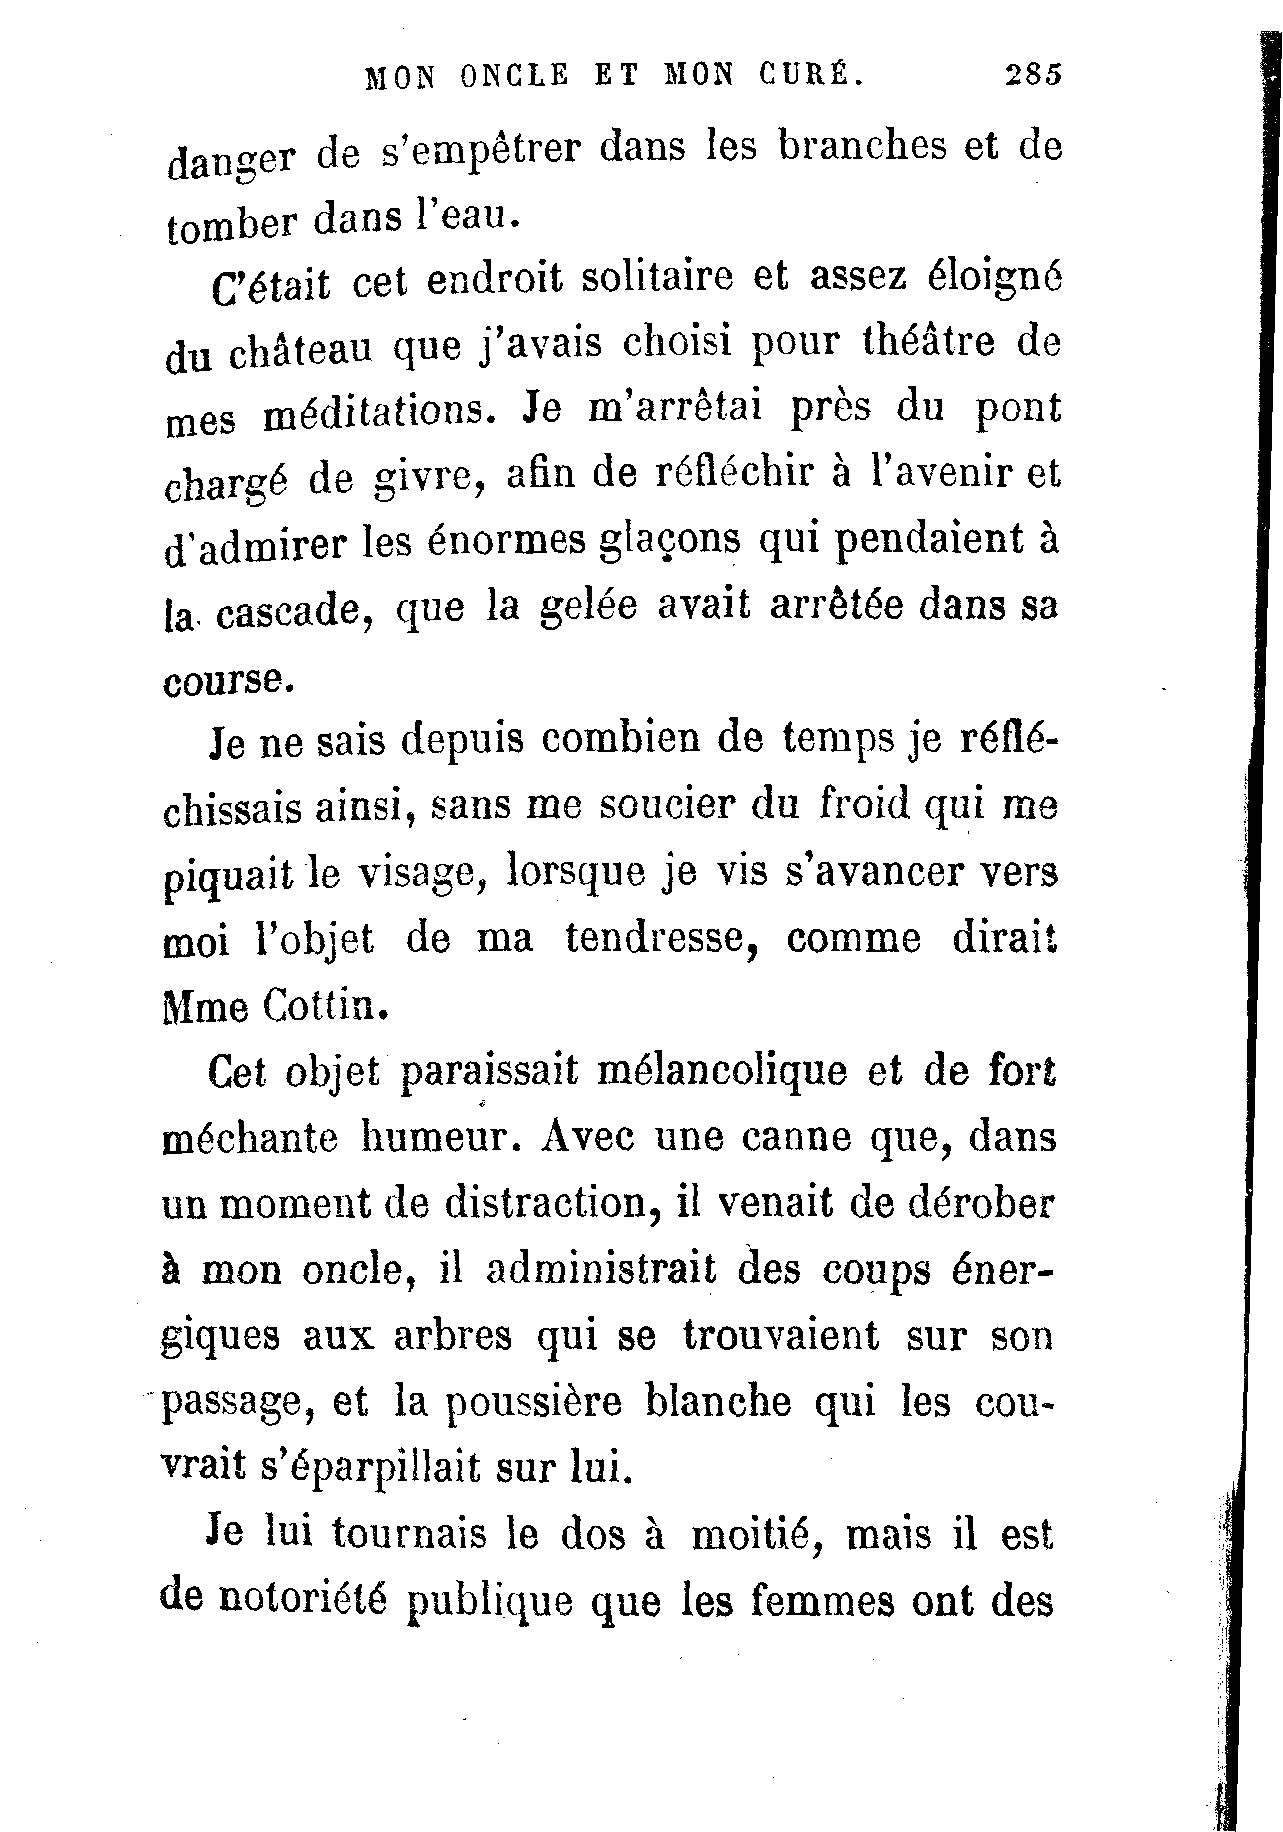 MON ONCLE ET MON CURÉ. 285
danger de s'empêtrer dans les branches et de
tomber dans l'eau.
C'était cet endroit solitaire et assez éloigné
du château que j'avais choisi pour théâtre de
mes méditations. Je m'arrêtai près du pont
chargé de givre, afin de réfléchir à l'avenir et
d'admirer les énormes glaçons qui pendaient à
la cascade, que la gelée avait arrêtée dans sa
course.
Je ne sais depuis combien de temps je réflé-
chissais ainsi, sans me soucier du froid qui me
piquait le visage, lorsque je vis s'avancer vers
moi l'objet de ma tendresse, comme dirait
Mme Cottin.
Cet objet paraissait mélancolique et de fort
méchante humeur. Avec une canne que, dans
un moment de distraction, il venait de dérober
à mon oncle, il administrait des coups éner-
giques aux arbres qui se trouvaient sur son
passage, et la poussière blanche qui les cou-
vrait s'éparpillait sur lui.
Je lui tournais le dos à moitié, mais il est
de notoriété publique que les femmes ont des